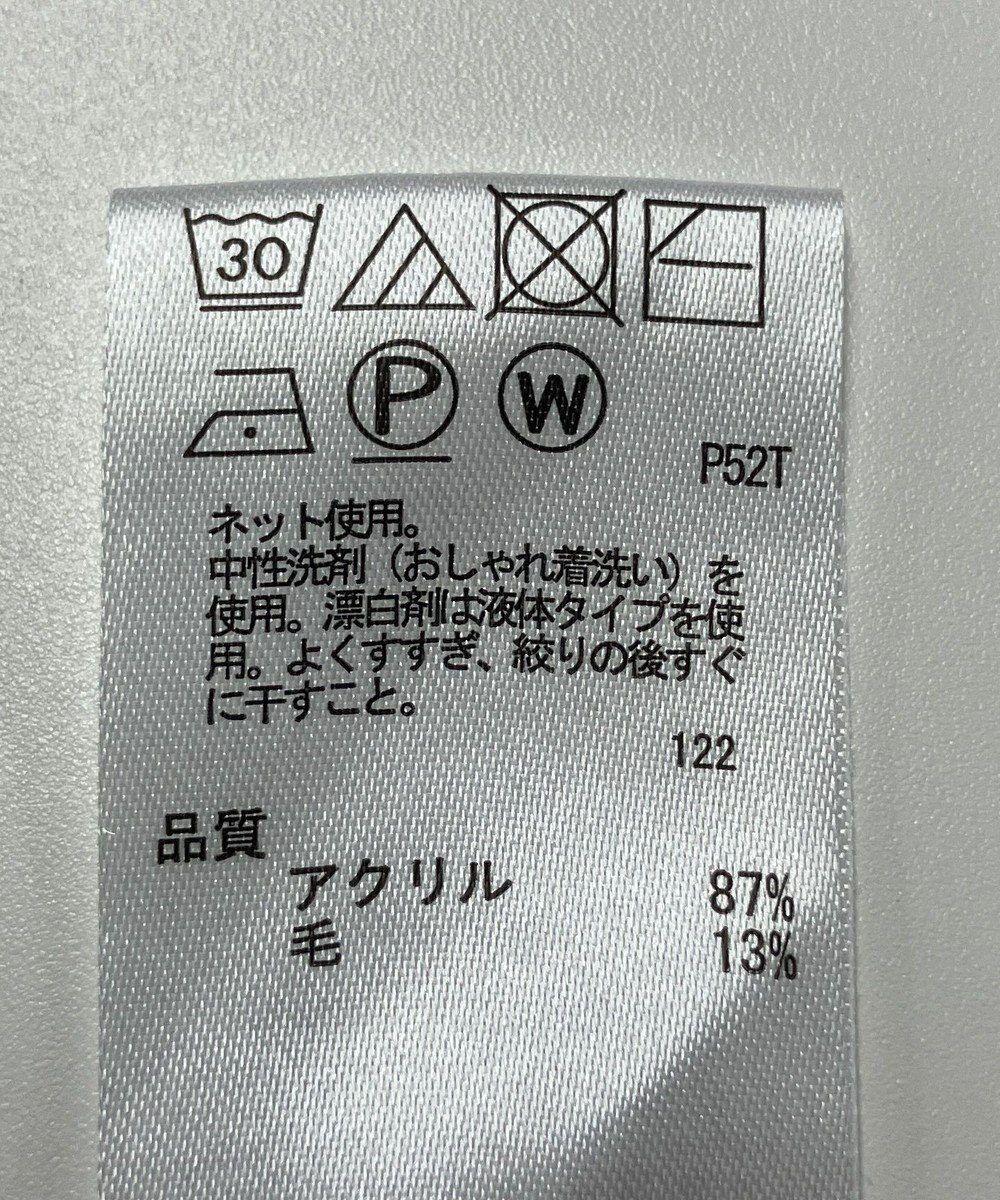 30
P W
P52T
ネット使用。
中性洗剤（おしゃれ着洗い）を
使用。漂白剤は液体タイプを使
用。よくすすぎ、絞りの後すぐ
に干すこと。
122
品質
アクリル 87%
毛 13%